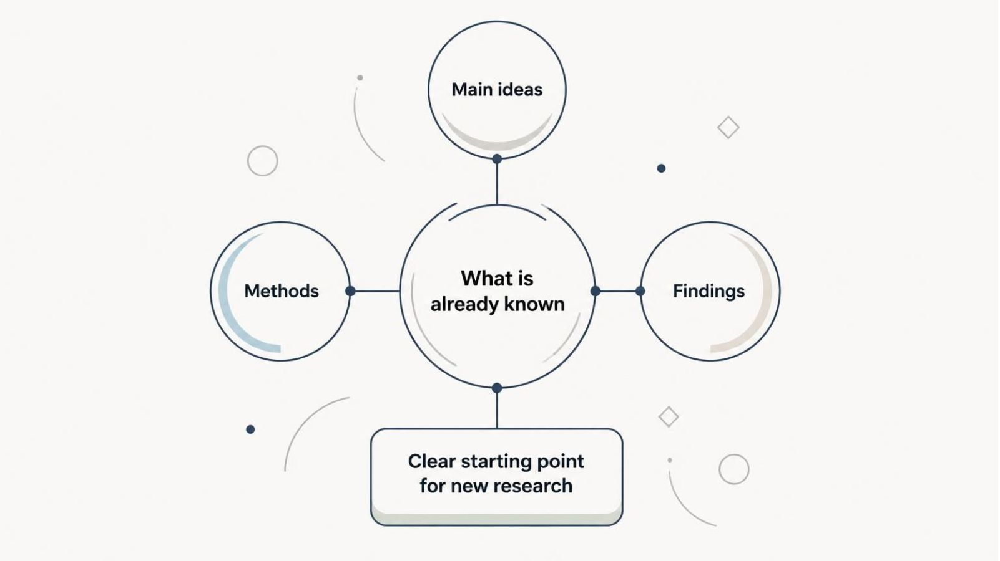 Main ideas
Methods
What is
already known
Findings
Clear starting point
for new research